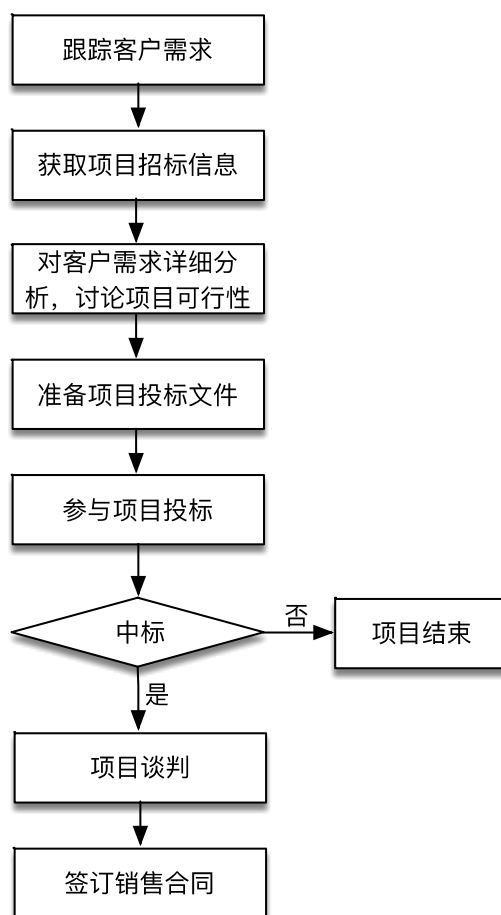 跟踪客户需求
获取项目招标信息
对客户需求详细分
析，讨论项目可行性
准备项目投标文件
参与项目投标
中标
否
项目结束
是
项目谈判
签订销售合同